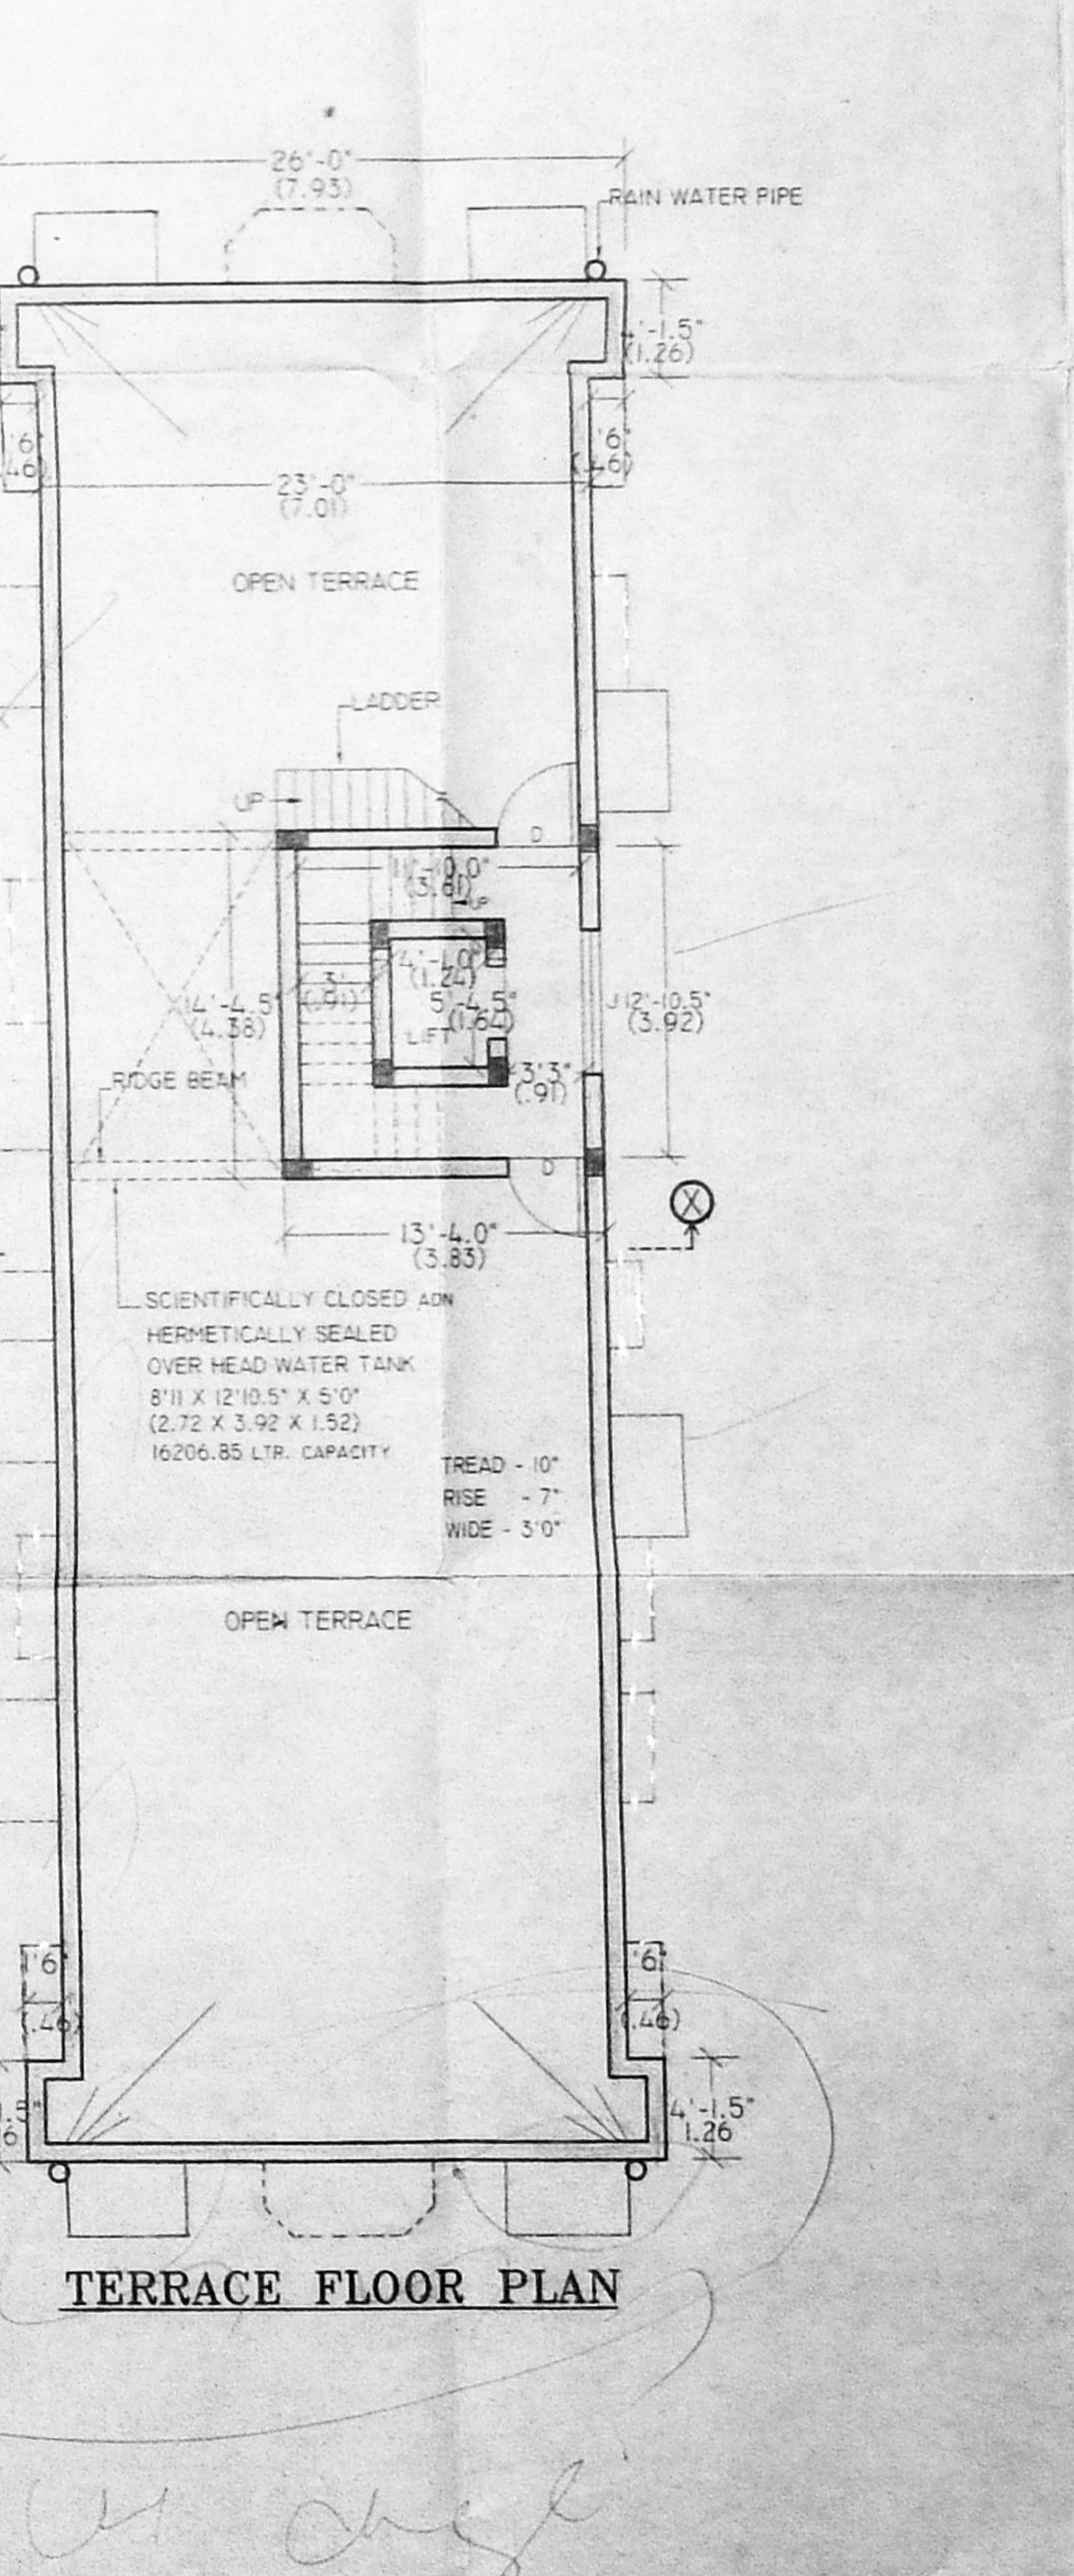 26'-0"
(7.93)
RAIN WATER PIPE
4'-1.5"
(1.26)
'6"
.46)
'6"
(.46)
23'-0"
(7.01)
OPEN TERRACE
LADDER
UP
D
11'-10.0"
(3.61)
UP
4'-1.0"
(1.24)
3'
(.91)
14'-4.5"
(4.38)
5'-4.5"
(1.64)
LIFT
J 12'-10.5"
(3.92)
3'3"
(.91)
RIDGE BEAM
D
X
13'-4.0"
(3.83)
SCIENTIFICALLY CLOSED ADN
HERMETICALLY SEALED
OVER HEAD WATER TANK
8'11 X 12'10.5" X 5'0"
(2.72 X 3.92 X 1.52)
16206.85 LTR. CAPACITY
TREAD - 10"
RISE - 7"
WIDE - 3'0"
OPEN TERRACE
1'6"
(.46)
'6"
(.46)
.5"
6
4'-1.5"
1.26
TERRACE FLOOR PLAN